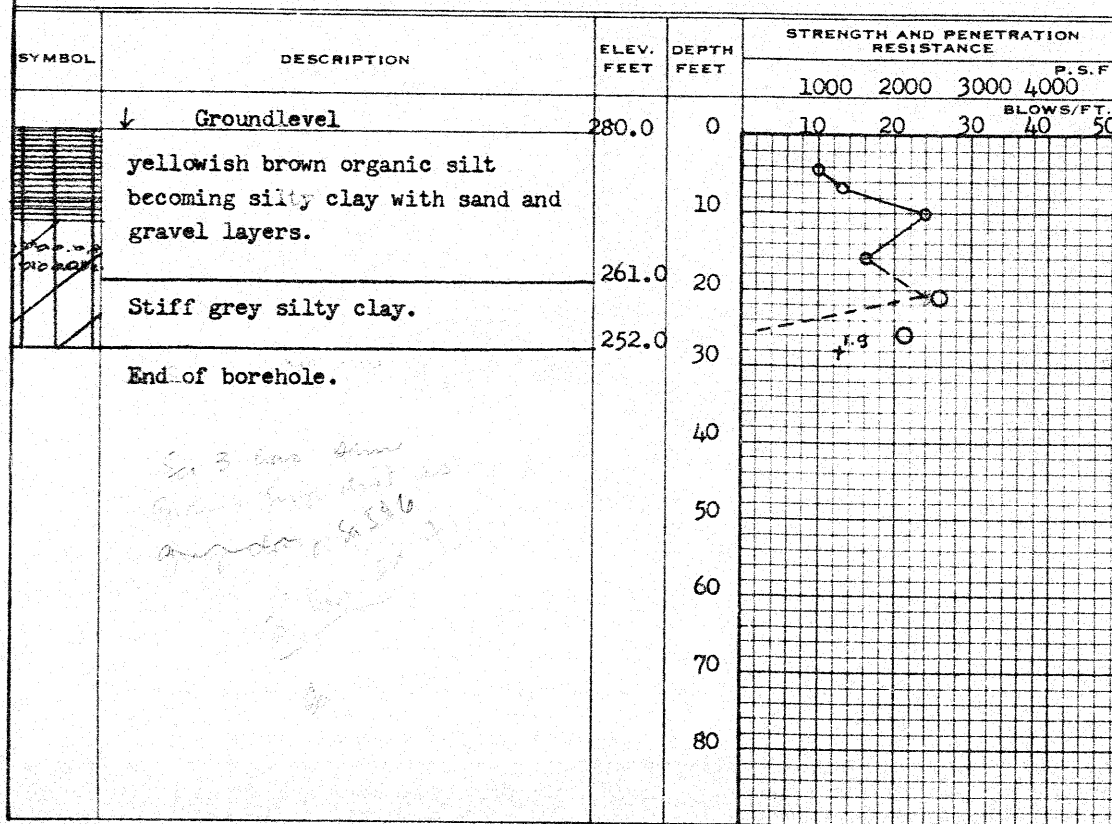 SYMBOL DESCRIPTION ELEV. FEET DEPTH FEET STRENGTH AND PENETRATION RESISTANCE
P.S.F
1000 2000 3000 4000
BLOWS/FT.
↓ Groundlevel 280.0 0 10 20 30 40 50
yellowish brown organic silt
becoming silty clay with sand and
gravel layers.
10
261.0
20
Stiff grey silty clay.
252.0
30
1.9
End of borehole.
40
50
60
70
80